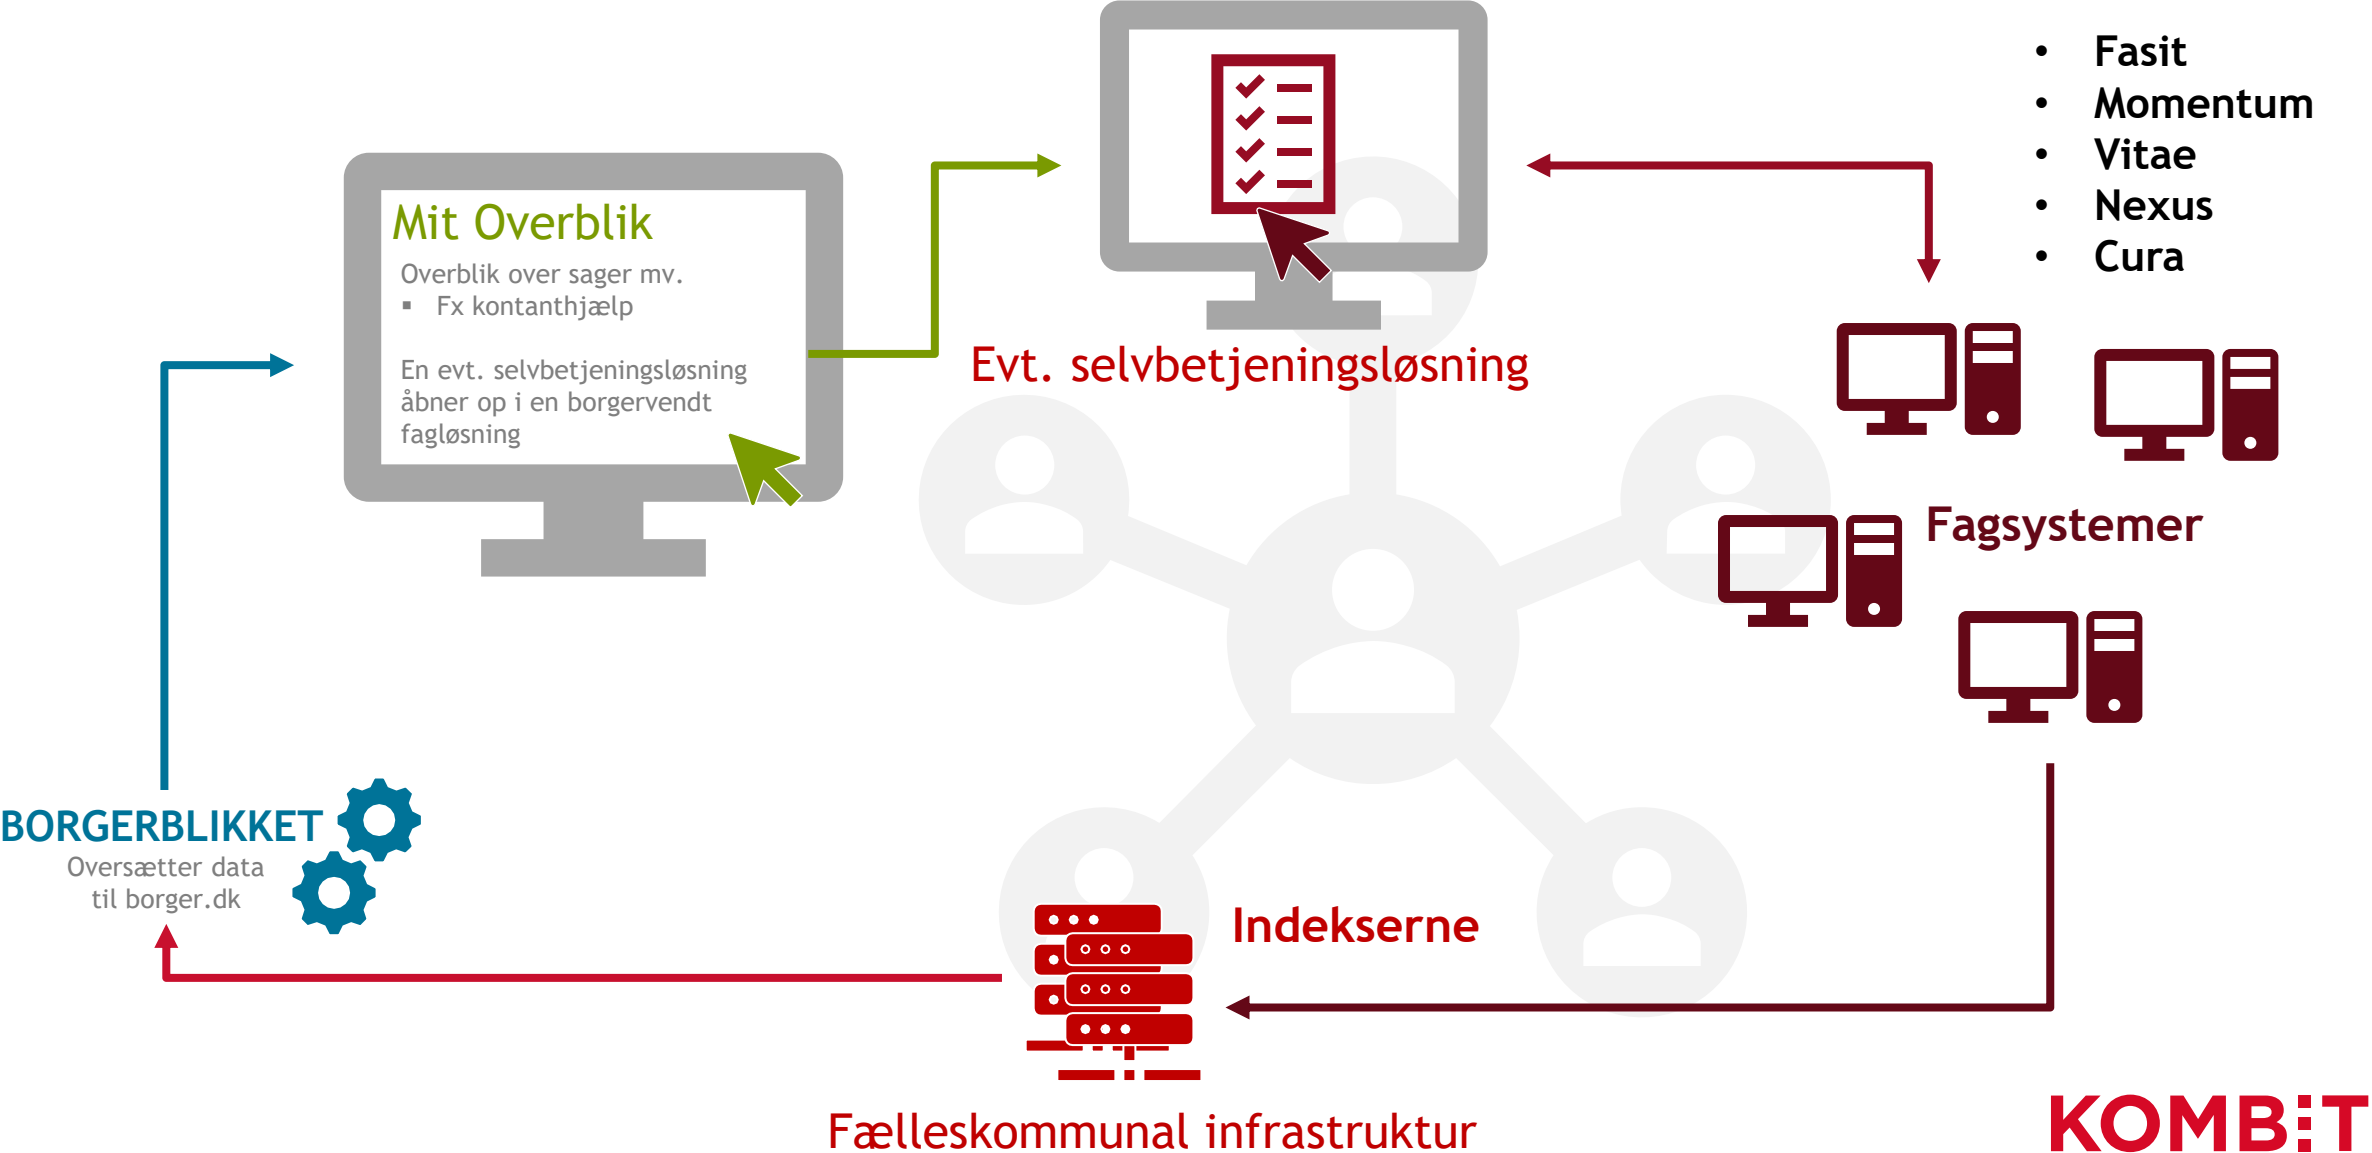 Mit Overblik
Overblik over sager mv.
▪ Fx kontanthjælp
En evt. selvbetjeningsløsning
åbner op i en borgervendt
fagløsning
Evt. selvbetjeningsløsning
• Fasit
• Momentum
• Vitae
• Nexus
• Cura
Fagsystemer
BORGERBLIKKET
Oversætter data
til borger.dk
Indekserne
Fælleskommunal infrastruktur
KOMBIT